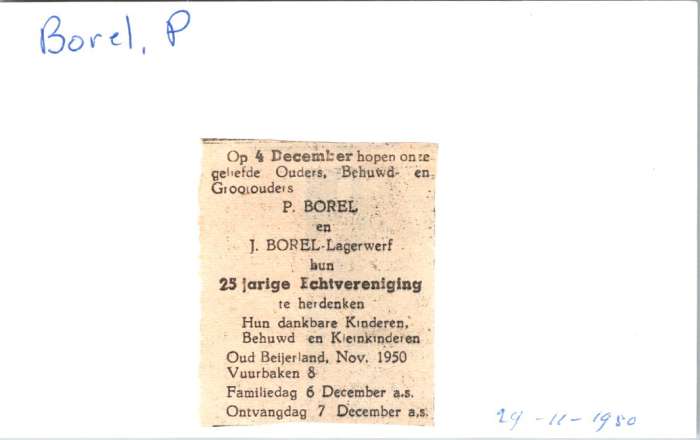 Borel, P
Op 4 December hopen onze
geliefde Ouders, Behuwd- en
Grootouders
P. BOREL
en
J. BOREL-Lagerwerf
hun
25 jarige Echtvereniging
te herdenken
Hun dankbare Kinderen,
Behuwd en Kleinkinderen
Oud Beijerland, Nov. 1950
Vuurbaken 8
Familiedag 6 December a.s.
Ontvangdag 7 December a.s.
29-11-1950